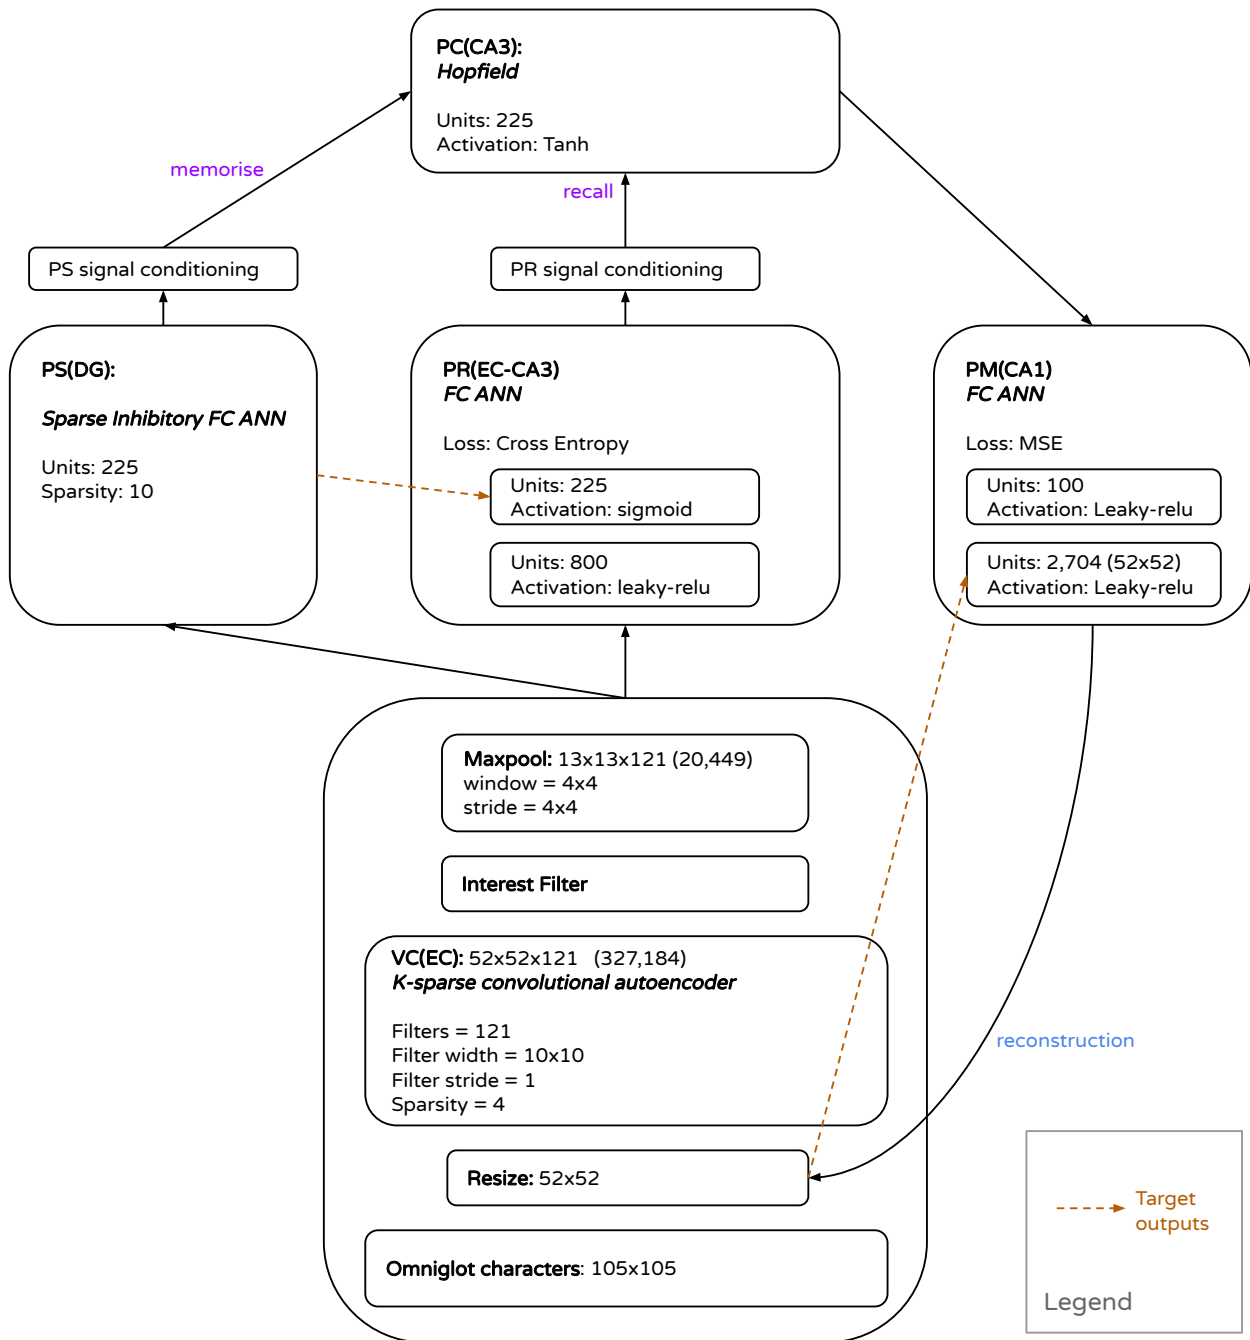 PC(CA3):
Hopfield
Units: 225
Activation: Tanh
memorise
recall
PS signal conditioning
PR signal conditioning
PS(DG):
Sparse Inhibitory FC ANN
Units: 225
Sparsity: 10
PR(EC-CA3)
FC ANN
Loss: Cross Entropy
Units: 225
Activation: sigmoid
Units: 800
Activation: leaky-relu
PM(CA1)
FC ANN
Loss: MSE
Units: 100
Activation: Leaky-relu
Units: 2,704 (52x52)
Activation: Leaky-relu
Maxpool: 13x13x121 (20,449)
window = 4x4
stride = 4x4
Interest Filter
VC(EC): 52x52x121 (327,184)
K-sparse convolutional autoencoder
Filters = 121
Filter width = 10x10
Filter stride = 1
Sparsity = 4
reconstruction
Resize: 52x52
Omniglot characters: 105x105
Target
outputs
Legend